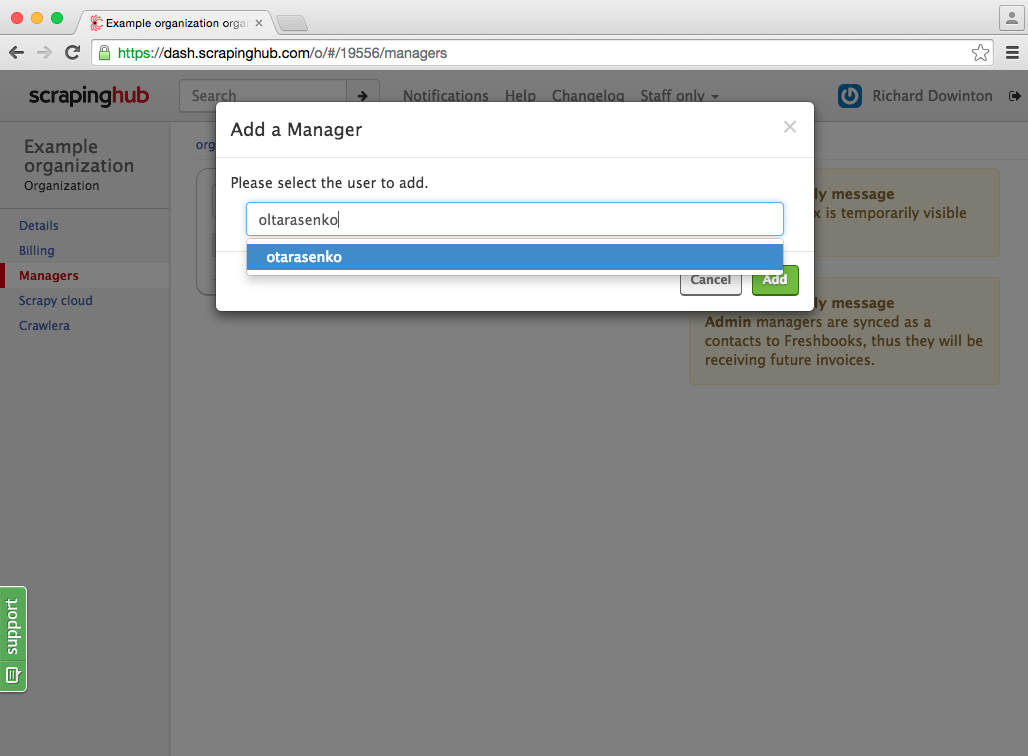 Example organization orga
https://dash.scrapinghub.com/o/#/19556/managers
scrapinghub
Search
Notifications Help Changelog Staff only
Richard Dowinton
Example
organization
Organization
Details
Billing
Managers
Scrapy cloud
Crawlera
org
Add a Manager
Please select the user to add.
oltarasenko
otarasenko
Cancel Add
ly message
x is temporarily visible
ly message
Admin managers are synced as a
contacts to Freshbooks, thus they will be
receiving future invoices.
support